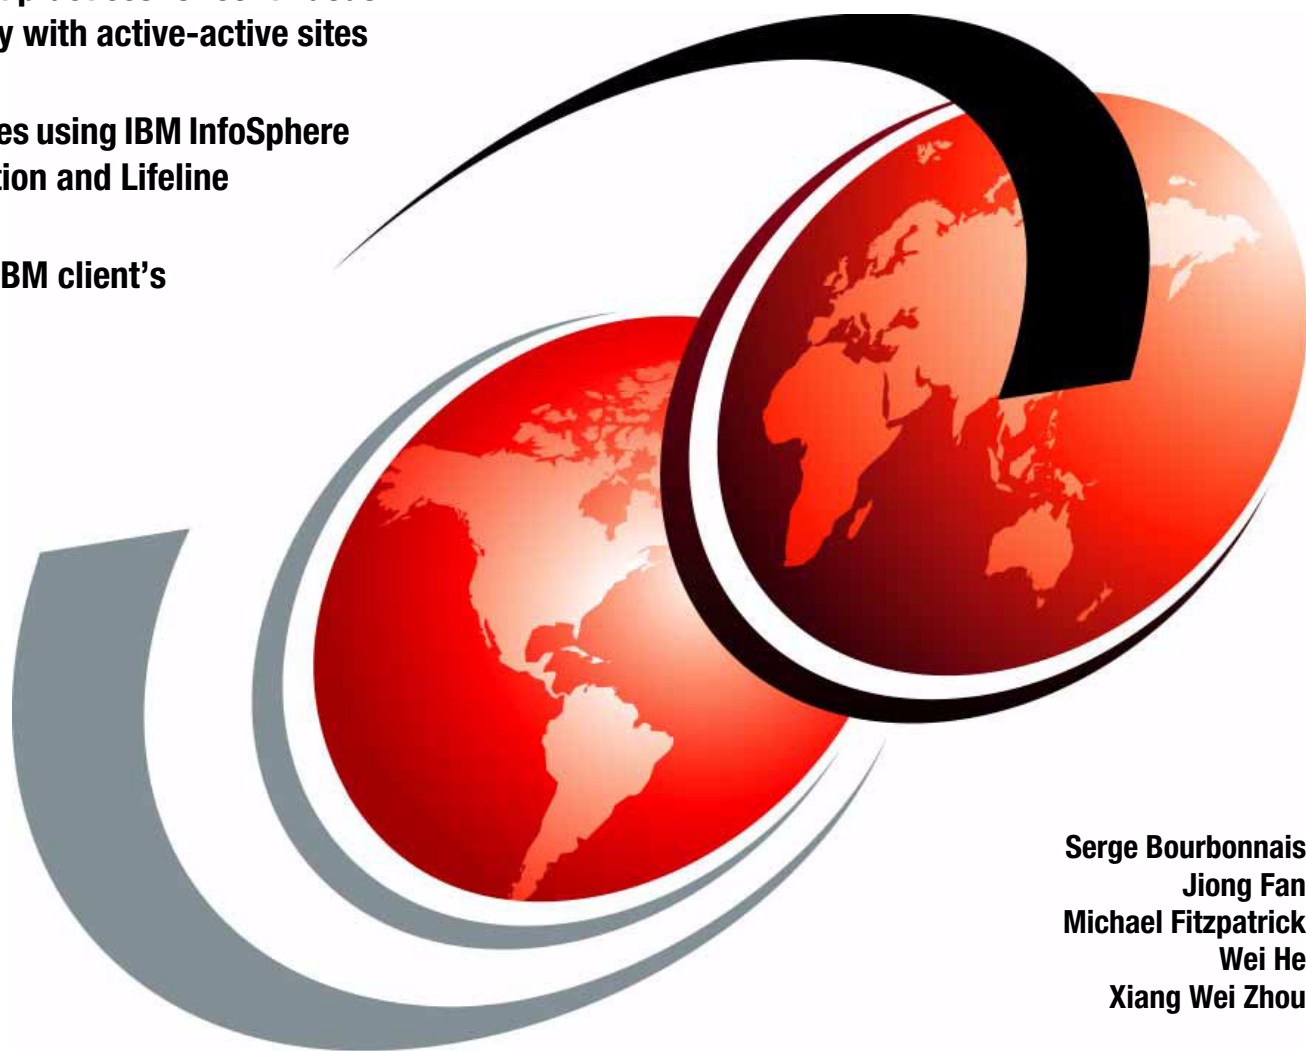 y with active-active sites
es using IBM InfoSphere
tion and Lifeline
BM client's
Serge Bourbonnais
Jiong Fan
Michael Fitzpatrick
Wei He
Xiang Wei Zhou